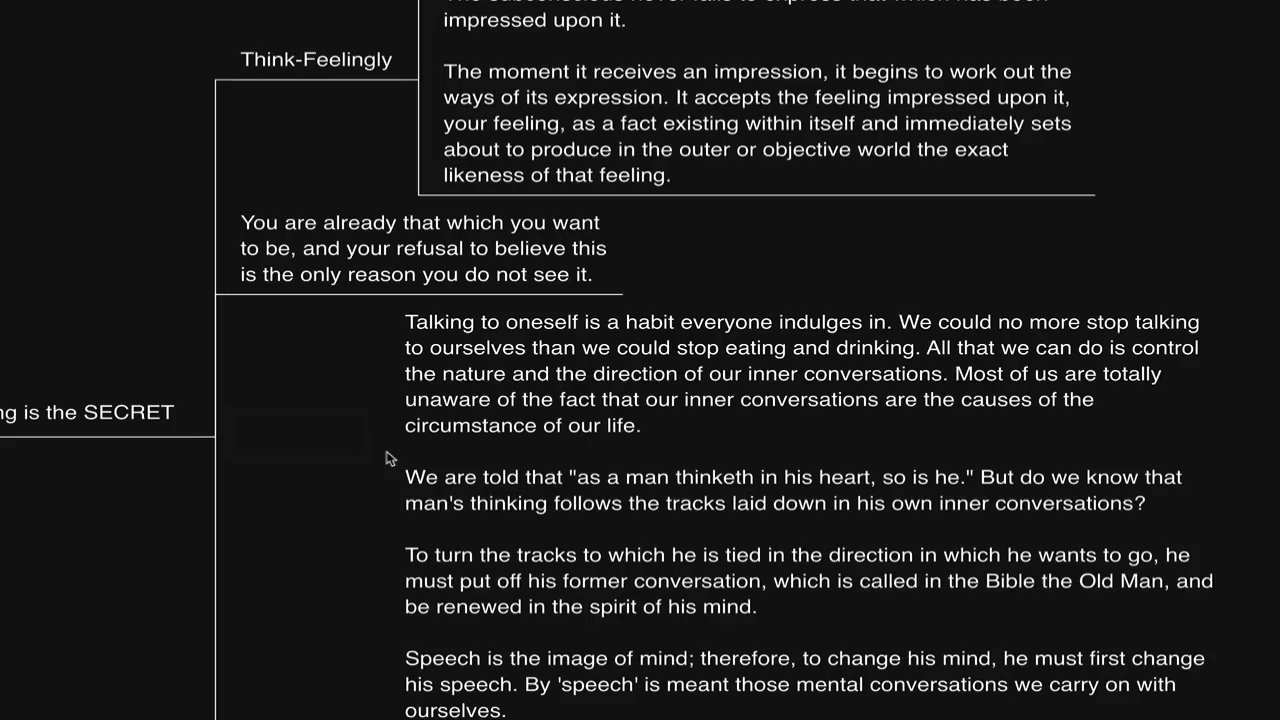 impressed upon it.
Think-Feelingly
The moment it receives an impression, it begins to work out the
ways of its expression. It accepts the feeling impressed upon it,
your feeling, as a fact existing within itself and immediately sets
about to produce in the outer or objective world the exact
likeness of that feeling.
You are already that which you want
to be, and your refusal to believe this
is the only reason you do not see it.
ng is the SECRET
Talking to oneself is a habit everyone indulges in. We could no more stop talking
to ourselves than we could stop eating and drinking. All that we can do is control
the nature and the direction of our inner conversations. Most of us are totally
unaware of the fact that our inner conversations are the causes of the
circumstance of our life.
We are told that "as a man thinketh in his heart, so is he." But do we know that
man's thinking follows the tracks laid down in his own inner conversations?
To turn the tracks to which he is tied in the direction in which he wants to go, he
must put off his former conversation, which is called in the Bible the Old Man, and
be renewed in the spirit of his mind.
Speech is the image of mind; therefore, to change his mind, he must first change
his speech. By 'speech' is meant those mental conversations we carry on with
ourselves.